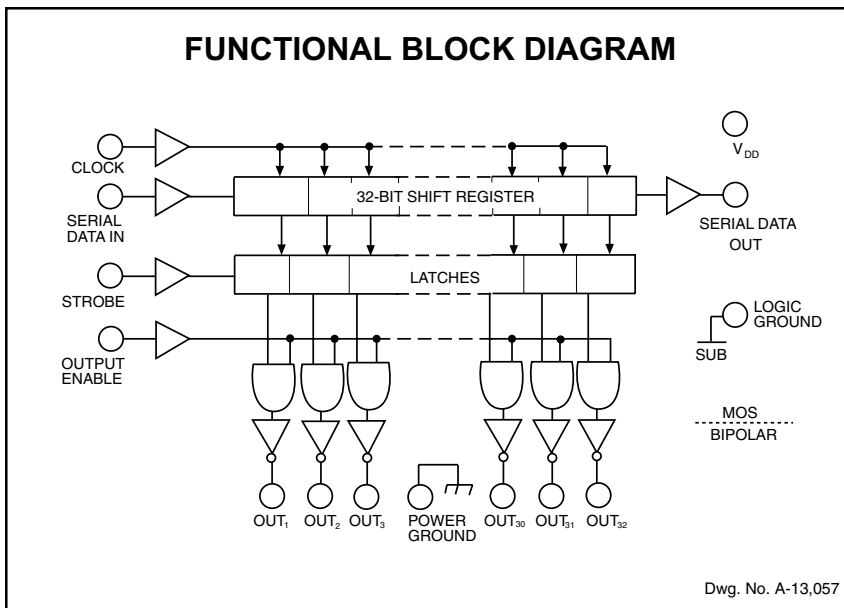 FUNCTIONAL BLOCK DIAGRAM
CLOCK
V_DD
SERIAL
DATA IN
32-BIT SHIFT REGISTER
SERIAL DATA
OUT
STROBE
LATCHES
LOGIC
GROUND
SUB
OUTPUT
ENABLE
MOS
BIPOLAR
OUT₁
OUT₂
OUT₃
POWER
GROUND
OUT₃₀
OUT₃₁
OUT₃₂
Dwg. No. A-13,057